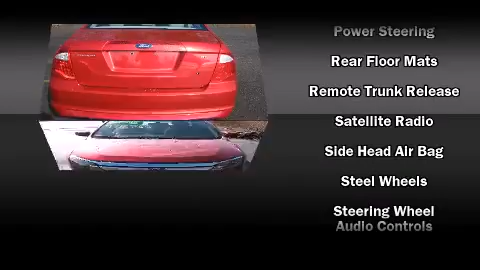 Power Steering
Rear Floor Mats
Remote Trunk Release
Satellite Radio
Side Head Air Bag
Steel Wheels
Steering Wheel
Audio Controls